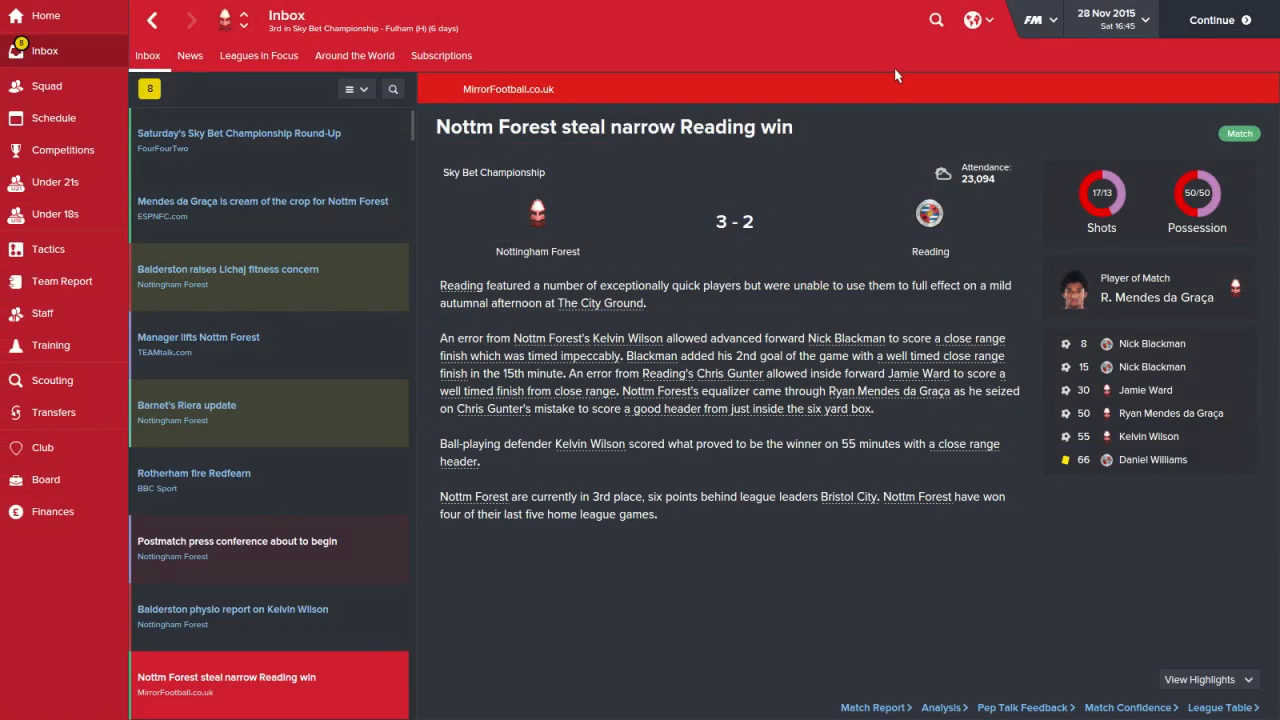 Home
8
Inbox
Squad
Schedule
Competitions
Under 21s
Under 18s
Tactics
Team Report
Staff
Training
Scouting
Transfers
Club
Board
Finances
Inbox
3rd in Sky Bet Championship - Fulham (H) (6 days)
FM
28 Nov 2015
Sat 16:45
Continue
Inbox
News
Leagues in Focus
Around the World
Subscriptions
8
Saturday's Sky Bet Championship Round-Up
FourFourTwo
Mendes da Graça is cream of the crop for Nottm Forest
ESPNFC.com
Balderston raises Lichaj fitness concern
Nottingham Forest
Manager lifts Nottm Forest
TEAMtalk.com
Barnet's Riera update
Nottingham Forest
Rotherham fire Redfearn
BBC Sport
Postmatch press conference about to begin
Nottingham Forest
Balderston physio report on Kelvin Wilson
Nottingham Forest
Nottm Forest steal narrow Reading win
MirrorFootball.co.uk
MirrorFootball.co.uk
Nottm Forest steal narrow Reading win
Match
Sky Bet Championship
Attendance:
23,094
3 - 2
Nottingham Forest
Reading
Reading featured a number of exceptionally quick players but were unable to use them to full effect on a mild
autumnal afternoon at The City Ground.
An error from Nottm Forest's Kelvin Wilson allowed advanced forward Nick Blackman to score a close range
finish which was timed impeccably. Blackman added his 2nd goal of the game with a well timed close range
finish in the 15th minute. An error from Reading's Chris Gunter allowed inside forward Jamie Ward to score a
well timed finish from close range. Nottm Forest's equalizer came through Ryan Mendes da Graça as he seized
on Chris Gunter's mistake to score a good header from just inside the six yard box.
Ball-playing defender Kelvin Wilson scored what proved to be the winner on 55 minutes with a close range
header.
Nottm Forest are currently in 3rd place, six points behind league leaders Bristol City. Nottm Forest have won
four of their last five home league games.
17/13
50/50
Shots
Possession
Player of Match
R. Mendes da Graça
8 Nick Blackman
15 Nick Blackman
30 Jamie Ward
50 Ryan Mendes da Graça
55 Kelvin Wilson
66 Daniel Williams
View Highlights
Match Report
Analysis
Pep Talk Feedback
Match Confidence
League Table